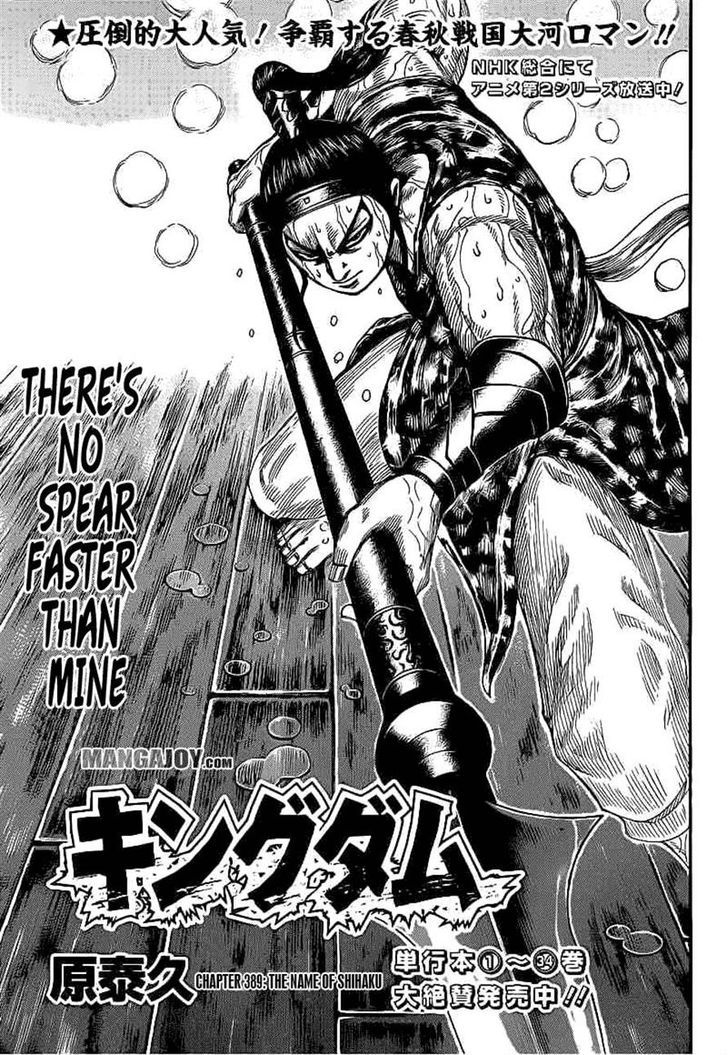 ★圧倒的大人気！争覇する春秋戦国大河ロマン！！
NHK総合にて
アニメ第2シリーズ放送中！
THERE'S
NO
SPEAR
FASTER
THAN
MINE
MANGAJOY.COM
キングダム
原泰久
CHAPTER 389: THE NAME OF SHIHAKU
単行本①～㉞巻
大絶賛発売中！！